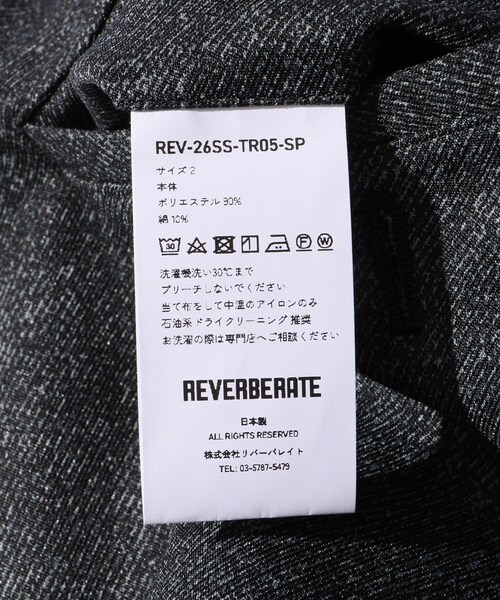 REV-26SS-TR05-SP
サイズ 2
本体
ポリエステル 90%
綿 10%
30 F W
洗濯機洗い30℃まで
ブリーチしないでください
当て布をして中温のアイロンのみ
石油系ドライクリーニング 推奨
お洗濯の際は専門店へご相談ください
REVERBERATE
日本製
ALL RIGHTS RESERVED
株式会社リバーバレイト
TEL: 03-5787-5479